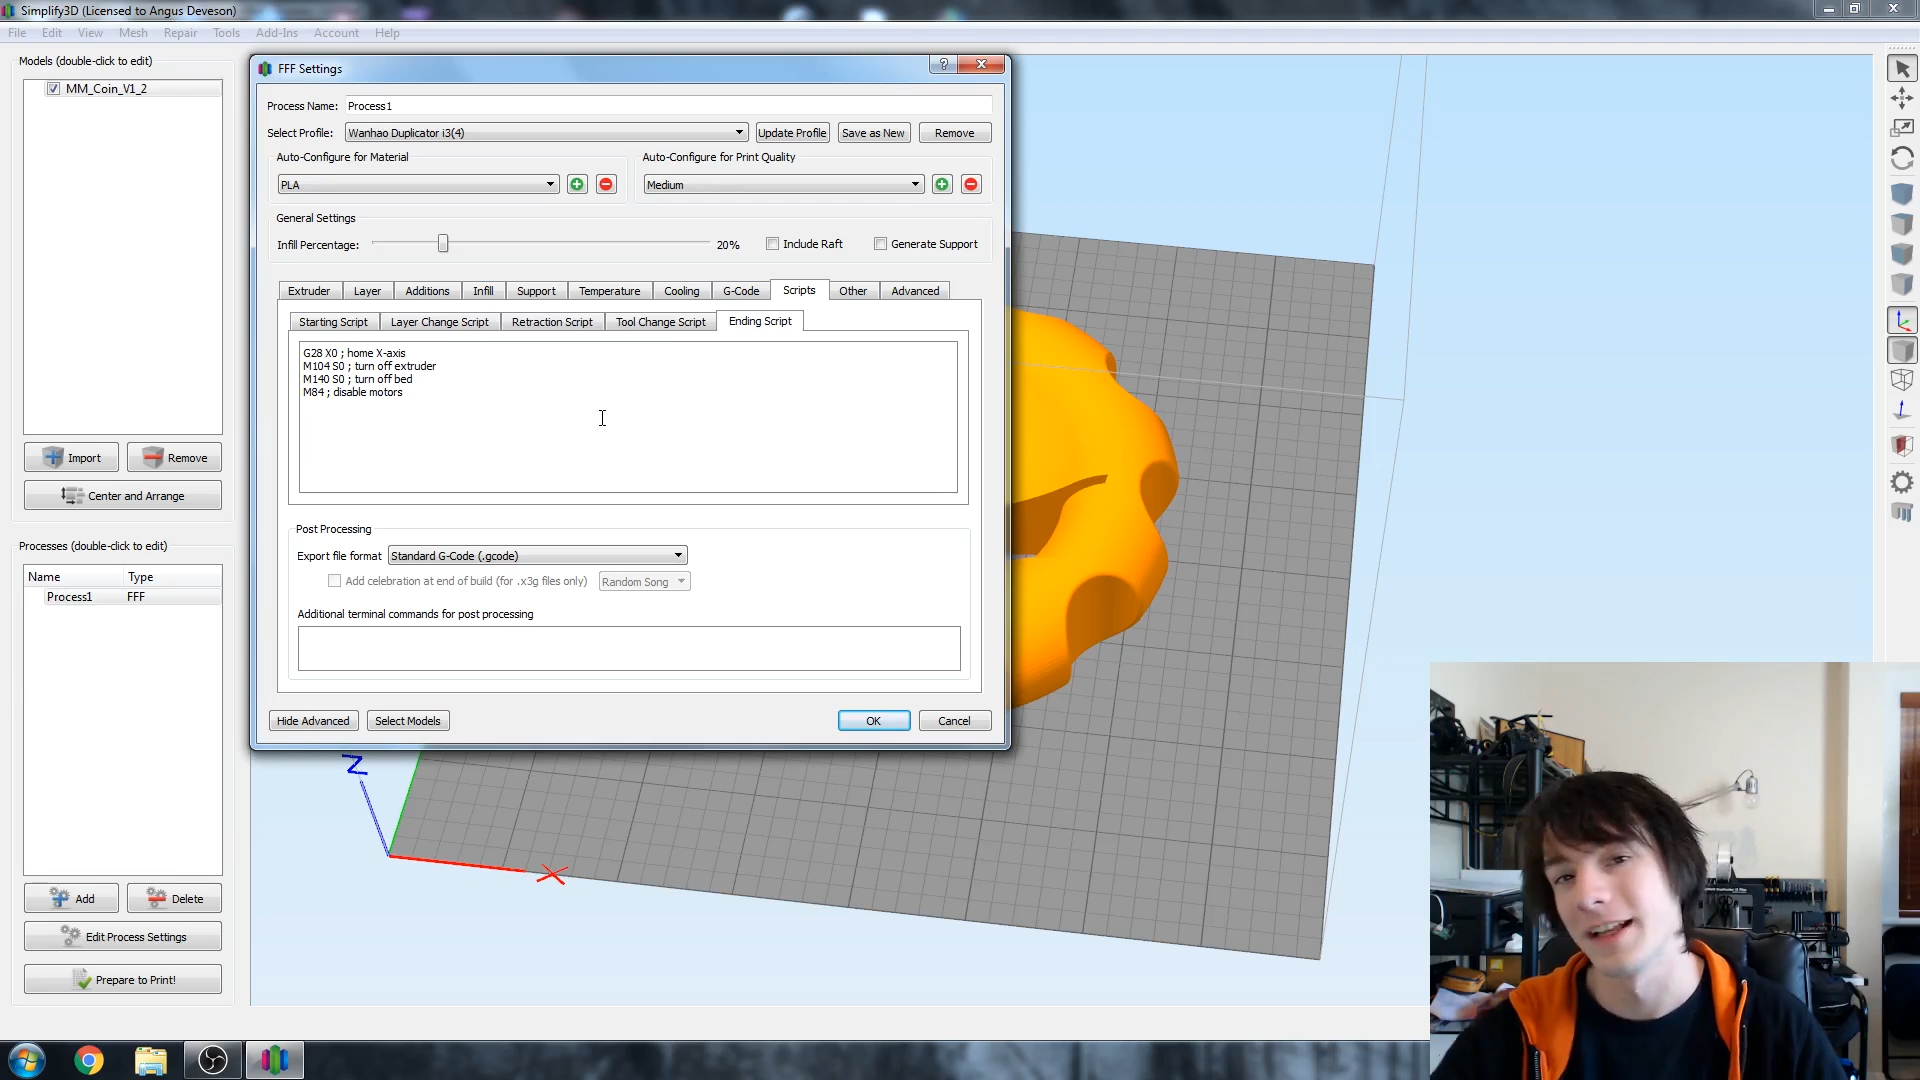 Simplify3D (Licensed to Angus Deveson)
File Edit View Mesh Repair Tools Add-Ins Account Help
Models (double-click to edit)
MM_Coin_V1_2
Import Remove
Center and Arrange
Processes (double-click to edit)
Name Type
Process1 FFF
Add Delete
Edit Process Settings
Prepare to Print!
FFF Settings
Process Name: Process1
Select Profile: Wanhao Duplicator i3(4) Update Profile Save as New Remove
Auto-Configure for Material Auto-Configure for Print Quality
PLA Medium
General Settings
Infill Percentage: 20% Include Raft Generate Support
Extruder Layer Additions Infill Support Temperature Cooling G-Code Scripts Other Advanced
Starting Script Layer Change Script Retraction Script Tool Change Script Ending Script
G28 X0 ; home X-axis
M104 S0 ; turn off extruder
M140 S0 ; turn off bed
M84 ; disable motors
Post Processing
Export file format Standard G-Code (.gcode)
Add celebration at end of build (for .x3g files only) Random Song
Additional terminal commands for post processing
Hide Advanced Select Models OK Cancel
Z
X